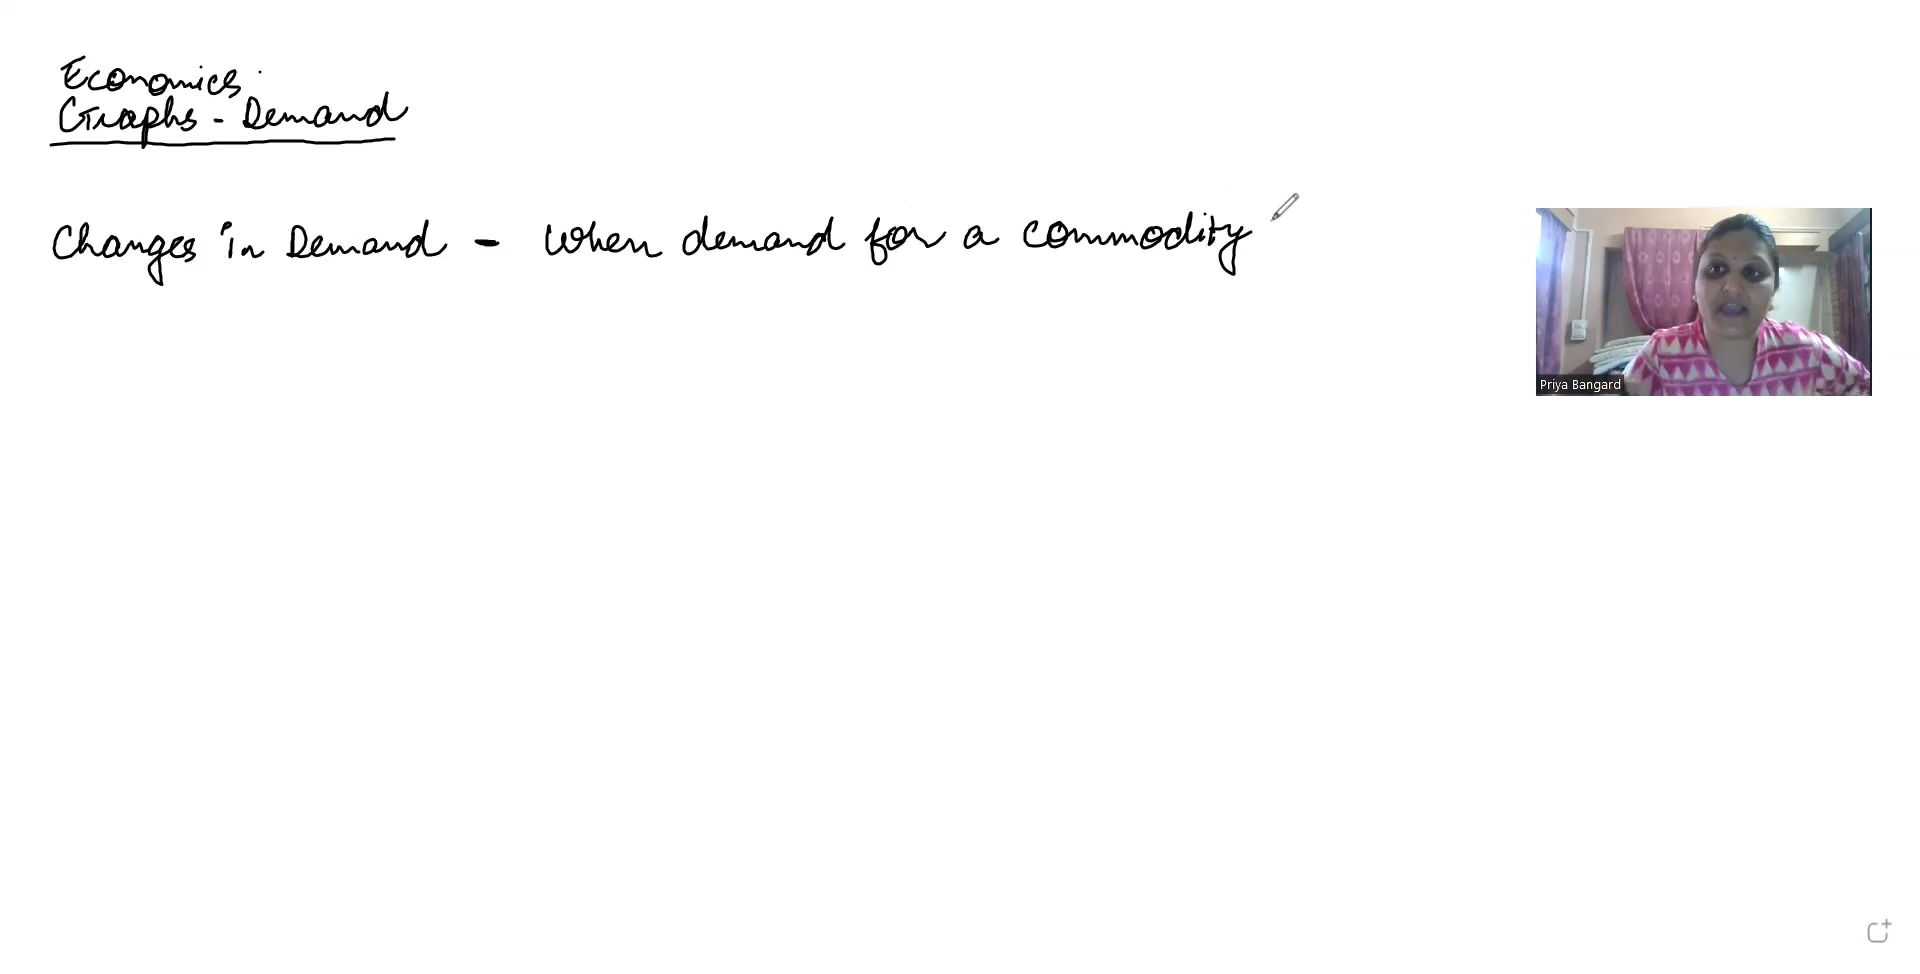 Economics
Graphs - Demand
Changes in Demand - When demand for a commodity
Priya Bangard